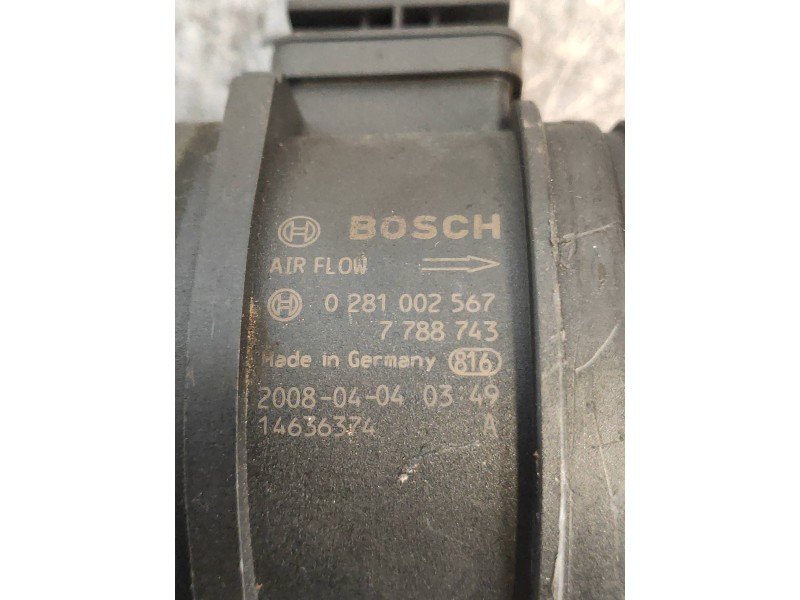 BOSCH
AIR FLOW
0 281 002 567
7 788 743
Made in Germany 816
2008-04-04 03:49
14636374 A